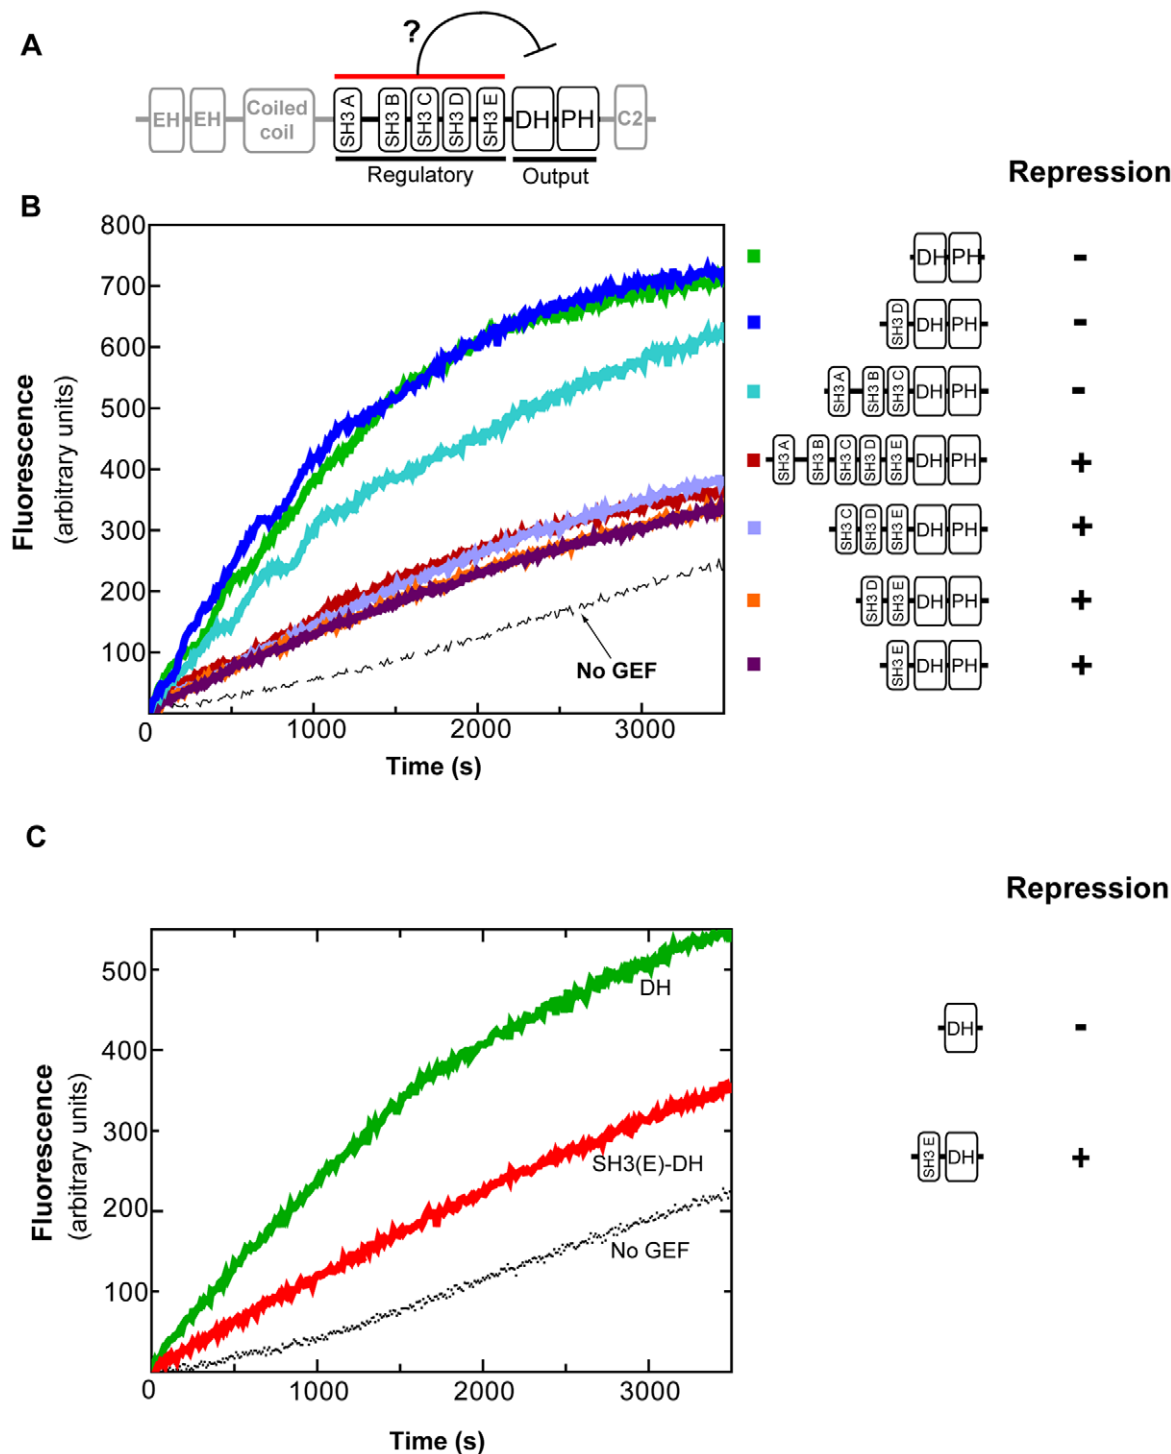 A
?
EH EH Coiled coil SH3 A SH3 B SH3 C SH3 D SH3 E DH PH C2
Regulatory Output
Repression
B
800
700
600
500
400
300
200
100
0 1000 2000 3000
Fluorescence
(arbitrary units)
Time (s)
No GEF
DH PH -
SH3 D DH PH -
SH3 A SH3 B SH3 C DH PH -
SH3 A SH3 B SH3 C SH3 D SH3 E DH PH +
SH3 C SH3 D SH3 E DH PH +
SH3 D SH3 E DH PH +
SH3 E DH PH +
C
Repression
500
400
300
200
100
0 1000 2000 3000
Fluorescence
(arbitrary units)
Time (s)
DH
SH3(E)-DH
No GEF
DH -
SH3 E DH +